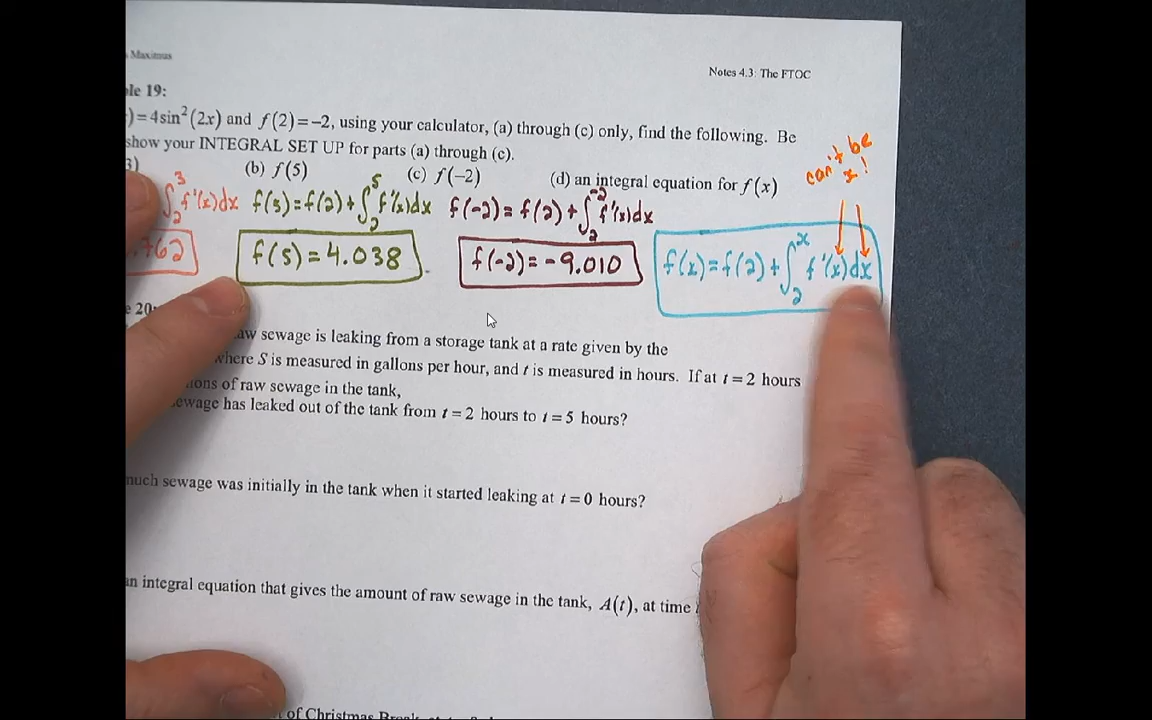 Maximus
Notes 4.3: The FTOC
le 19:
) = 4sin²(2x) and f(2) = −2, using your calculator, (a) through (c) only, find the following. Be
show your INTEGRAL SET UP for parts (a) through (c).
3) (b) f(5) (c) f(−2) (d) an integral equation for f(x)
can't be x!
∫₂³ f'(x)dx f(5) = f(2) + ∫₂⁵ f'(x)dx f(-2) = f(2) + ∫₂⁻² f'(x)dx
.762 f(5) = 4.038 f(-2) = -9.010 f(x) = f(2) + ∫₂ˣ f'(x)dx
e 20:
aw sewage is leaking from a storage tank at a rate given by the
where S is measured in gallons per hour, and t is measured in hours. If at t = 2 hours
ons of raw sewage in the tank,
ewage has leaked out of the tank from t = 2 hours to t = 5 hours?
much sewage was initially in the tank when it started leaking at t = 0 hours?
an integral equation that gives the amount of raw sewage in the tank, A(t), at time
of Christmas Break